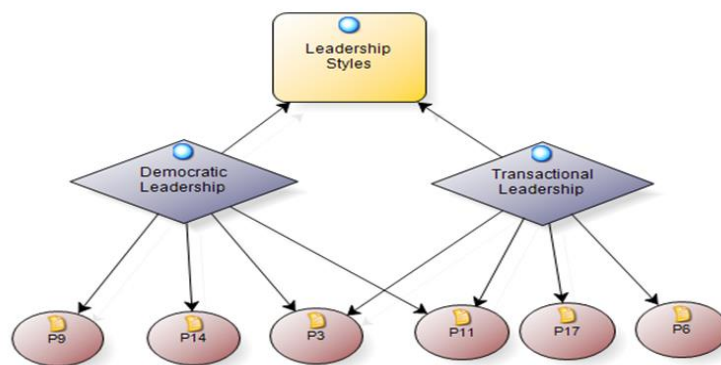 Leadership
Styles
Democratic
Leadership
Transactional
Leadership
P9
P14
P3
P11
P17
P6